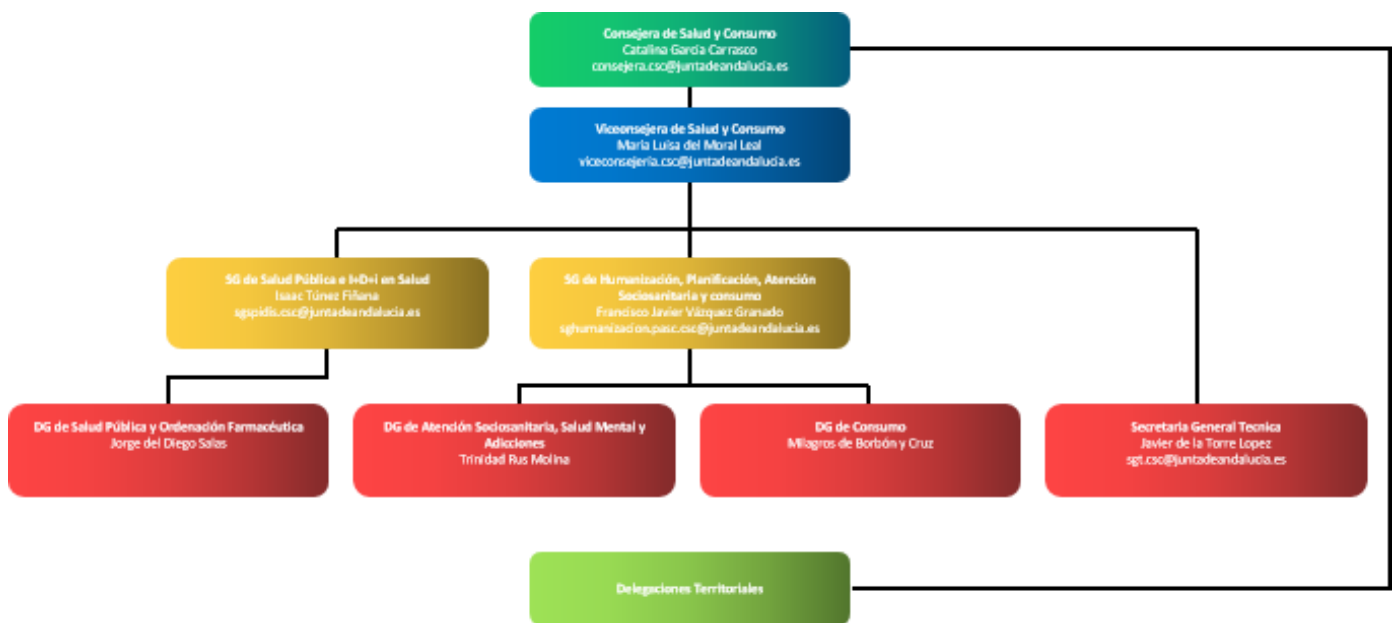 Consejera de Salud y Consumo
Catalina García Carrasco
consejera.csc@juntadeandalucia.es
Viceconsejera de Salud y Consumo
María Luisa del Moral Leal
viceconsejeria.csc@juntadeandalucia.es
SG de Salud Pública e I+D+i en Salud
Isaac Túnez Fiñana
sgspidis.csc@juntadeandalucia.es
SG de Humanización, Planificación, Atención
Sociosanitaria y consumo
Francisco Javier Vázquez Granado
sghumanizacion.pasc.csc@juntadeandalucia.es
DG de Salud Pública y Ordenación Farmacéutica
Jorge del Diego Salas
DG de Atención Sociosanitaria, Salud Mental y
Adicciones
Trinidad Rus Molina
DG de Consumo
Milagros de Borbón y Cruz
Secretaria General Tecnica
Javier de la Torre Lopez
sgt.csc@juntadeandalucia.es
Delegaciones Territoriales